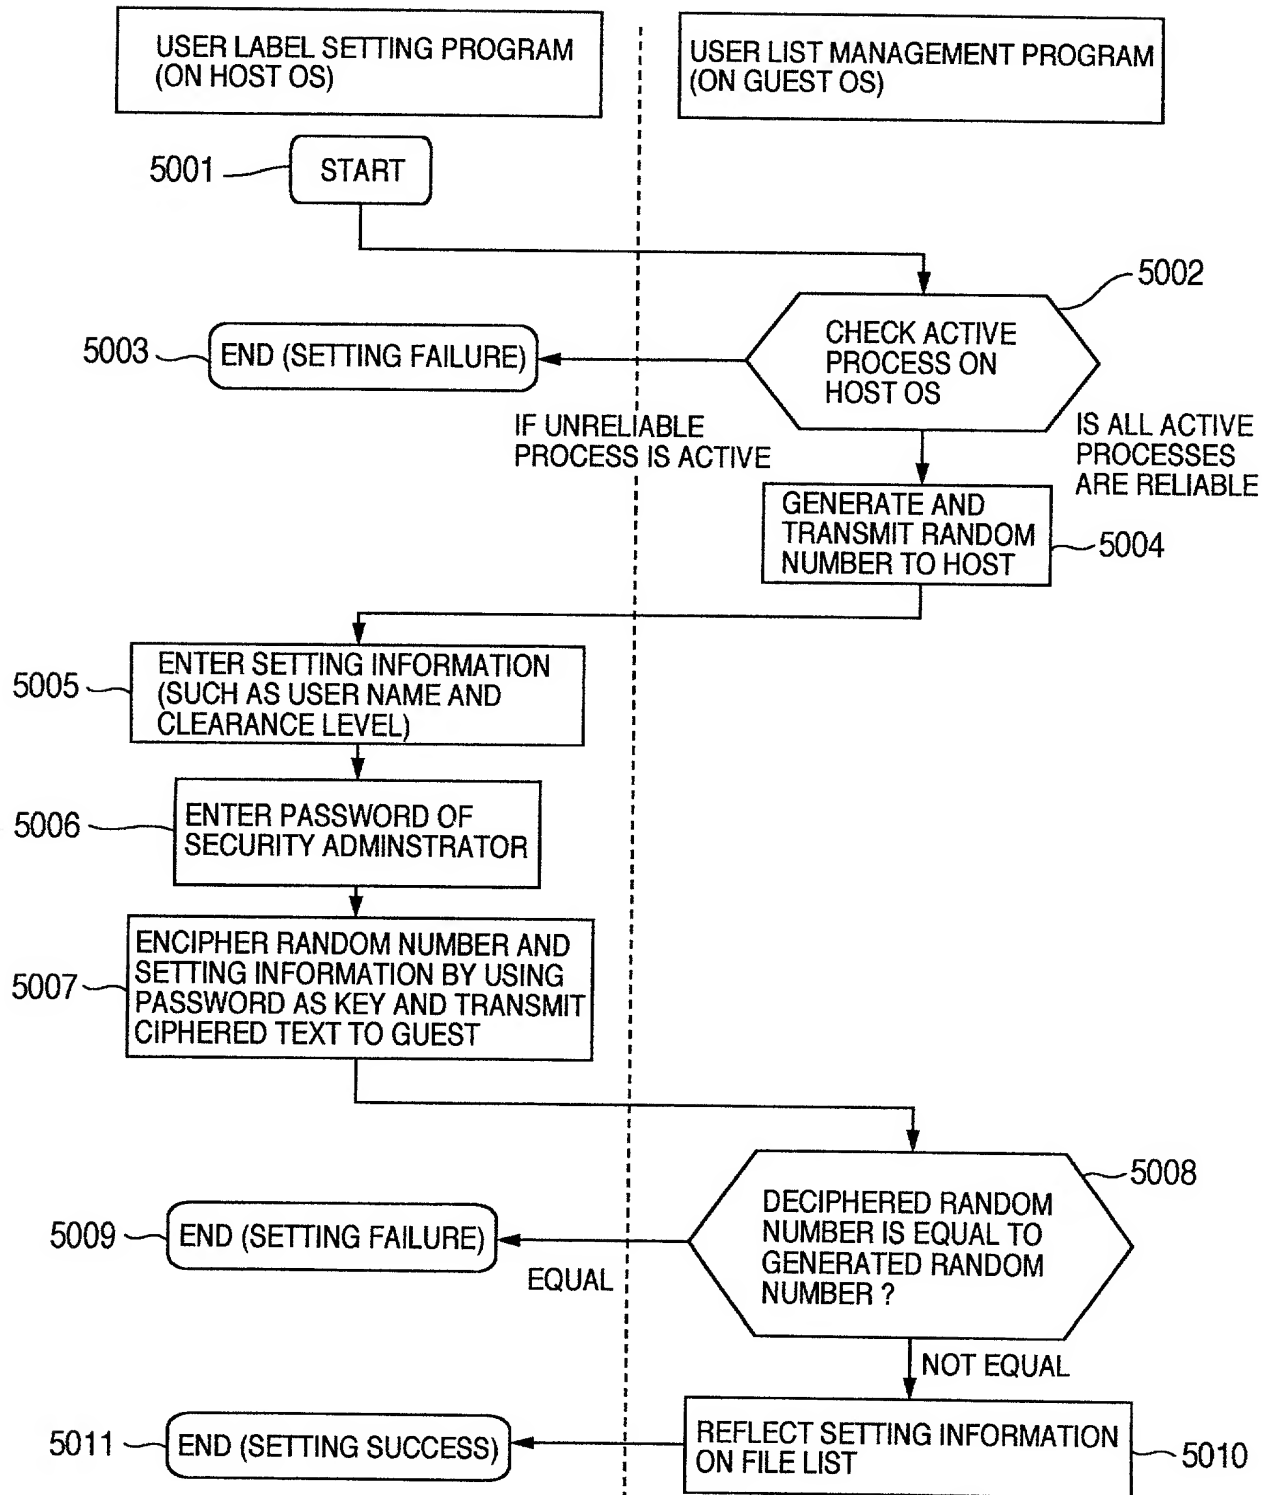 USER LABEL SETTING PROGRAM
(ON HOST OS)
USER LIST MANAGEMENT PROGRAM
(ON GUEST OS)
5001
START
5002
CHECK ACTIVE
PROCESS ON
HOST OS
5003
END (SETTING FAILURE)
IF UNRELIABLE
PROCESS IS ACTIVE
IS ALL ACTIVE
PROCESSES
ARE RELIABLE
GENERATE AND
TRANSMIT RANDOM
NUMBER TO HOST
5004
5005
ENTER SETTING INFORMATION
(SUCH AS USER NAME AND
CLEARANCE LEVEL)
5006
ENTER PASSWORD OF
SECURITY ADMINSTRATOR
5007
ENCIPHER RANDOM NUMBER AND
SETTING INFORMATION BY USING
PASSWORD AS KEY AND TRANSMIT
CIPHERED TEXT TO GUEST
5008
DECIPHERED RANDOM
NUMBER IS EQUAL TO
GENERATED RANDOM
NUMBER ?
5009
END (SETTING FAILURE)
EQUAL
NOT EQUAL
5011
END (SETTING SUCCESS)
REFLECT SETTING INFORMATION
ON FILE LIST
5010